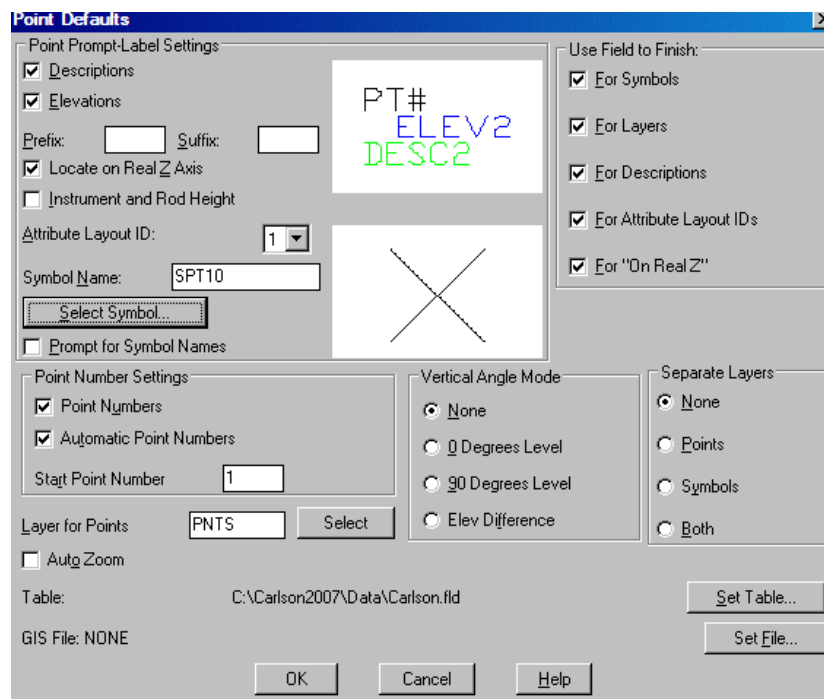 Point Defaults
Point Prompt-Label Settings
Descriptions
Elevations
Prefix: Suffix:
Locate on Real Z Axis
Instrument and Rod Height
Attribute Layout ID: 1
Symbol Name: SPT10
Select Symbol...
Prompt for Symbol Names
PT#
ELEV2
DESC2
Use Field to Finish:
For Symbols
For Layers
For Descriptions
For Attribute Layout IDs
For "On Real Z"
Point Number Settings
Point Numbers
Automatic Point Numbers
Start Point Number 1
Vertical Angle Mode
None
0 Degrees Level
90 Degrees Level
Elev Difference
Separate Layers
None
Points
Symbols
Both
Layer for Points PNTS Select
Auto Zoom
Table: C:\Carlson2007\Data\Carlson.fld Set Table...
GIS File: NONE Set File...
OK Cancel Help